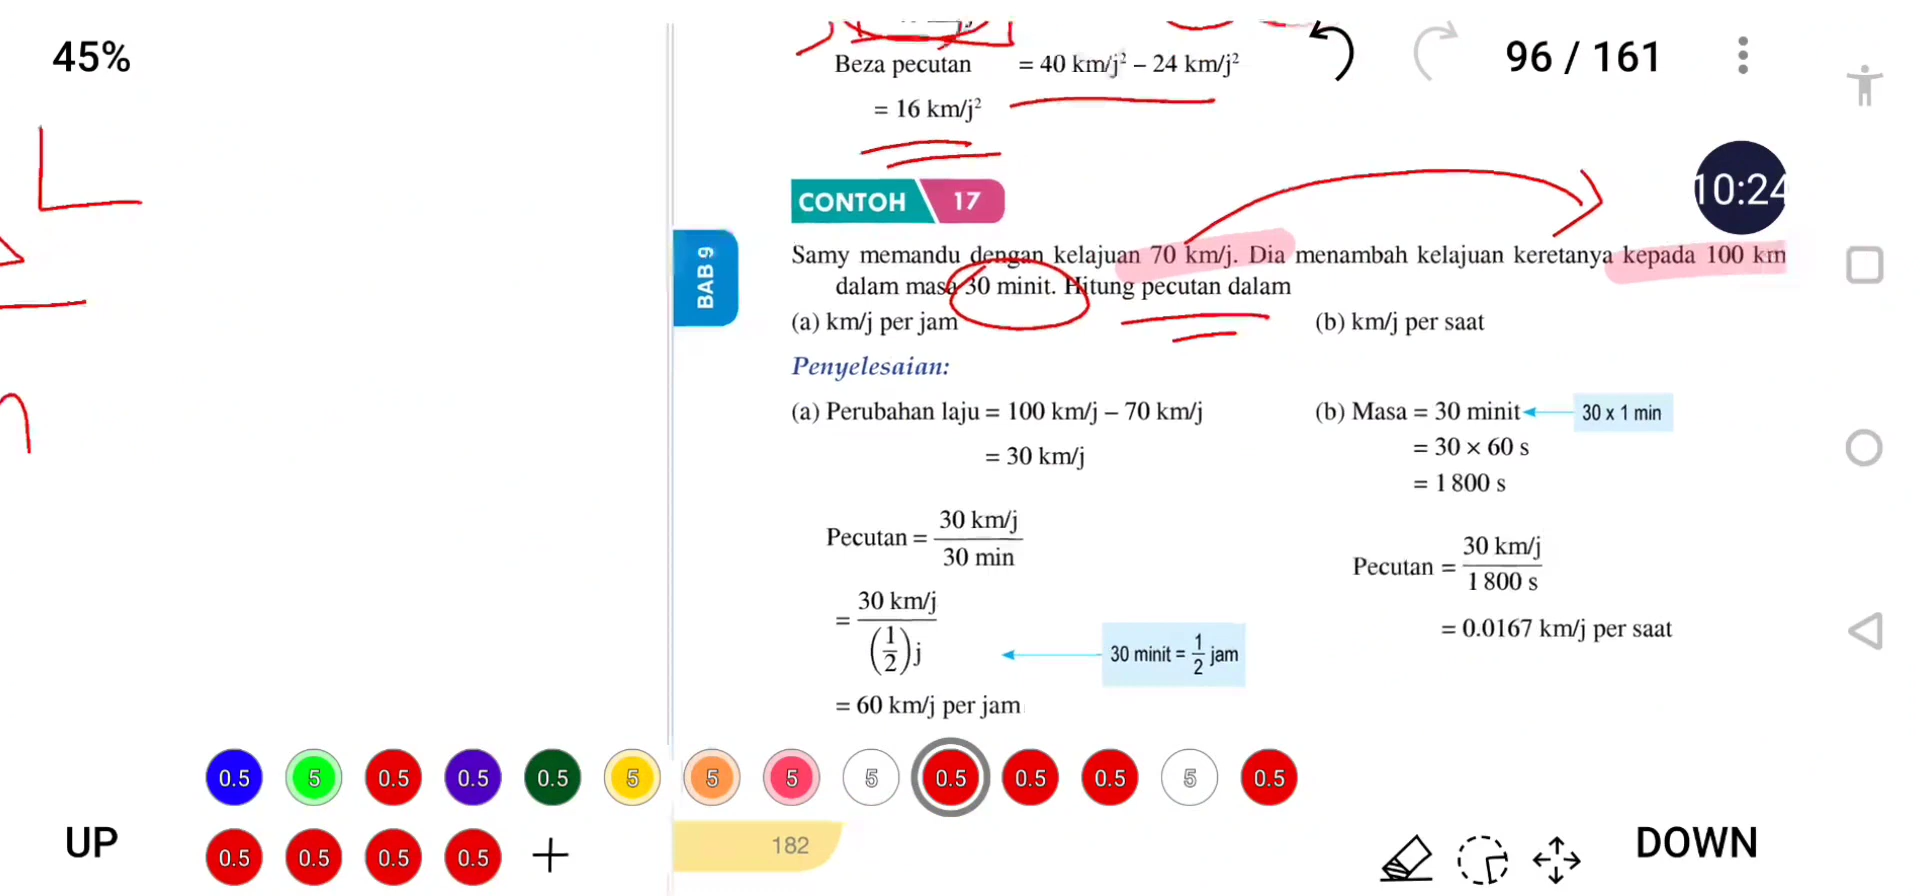 45%
96 / 161
Beza pecutan = 40 km/j² – 24 km/j²
= 16 km/j²
10:24
CONTOH 17
BAB 9
Samy memandu dengan kelajuan 70 km/j. Dia menambah kelajuan keretanya kepada 100 km
dalam masa 30 minit. Hitung pecutan dalam
(a) km/j per jam (b) km/j per saat
Penyelesaian:
(a) Perubahan laju = 100 km/j – 70 km/j
= 30 km/j
Pecutan = 30 km/j / 30 min
= 30 km/j / (1/2) j
30 minit = 1/2 jam
= 60 km/j per jam
(b) Masa = 30 minit
30 x 1 min
= 30 × 60 s
= 1 800 s
Pecutan = 30 km/j / 1 800 s
= 0.0167 km/j per saat
0.5 5 0.5 0.5 0.5 5 5 5 5 0.5 0.5 0.5 5 0.5
UP 0.5 0.5 0.5 0.5 +
182
DOWN